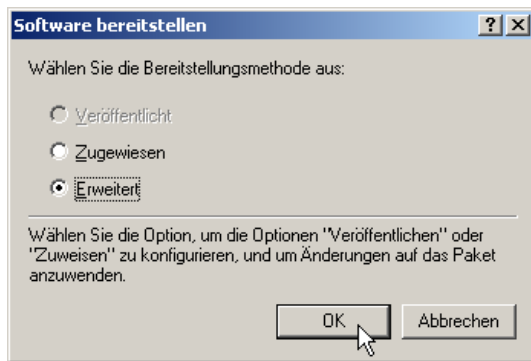 Software bereitstellen
Wählen Sie die Bereitstellungsmethode aus:
Veröffentlicht
Zugewiesen
Erweitert
Wählen Sie die Option, um die Optionen "Veröffentlichen" oder
"Zuweisen" zu konfigurieren, und um Änderungen auf das Paket
anzuwenden.
OK
Abbrechen